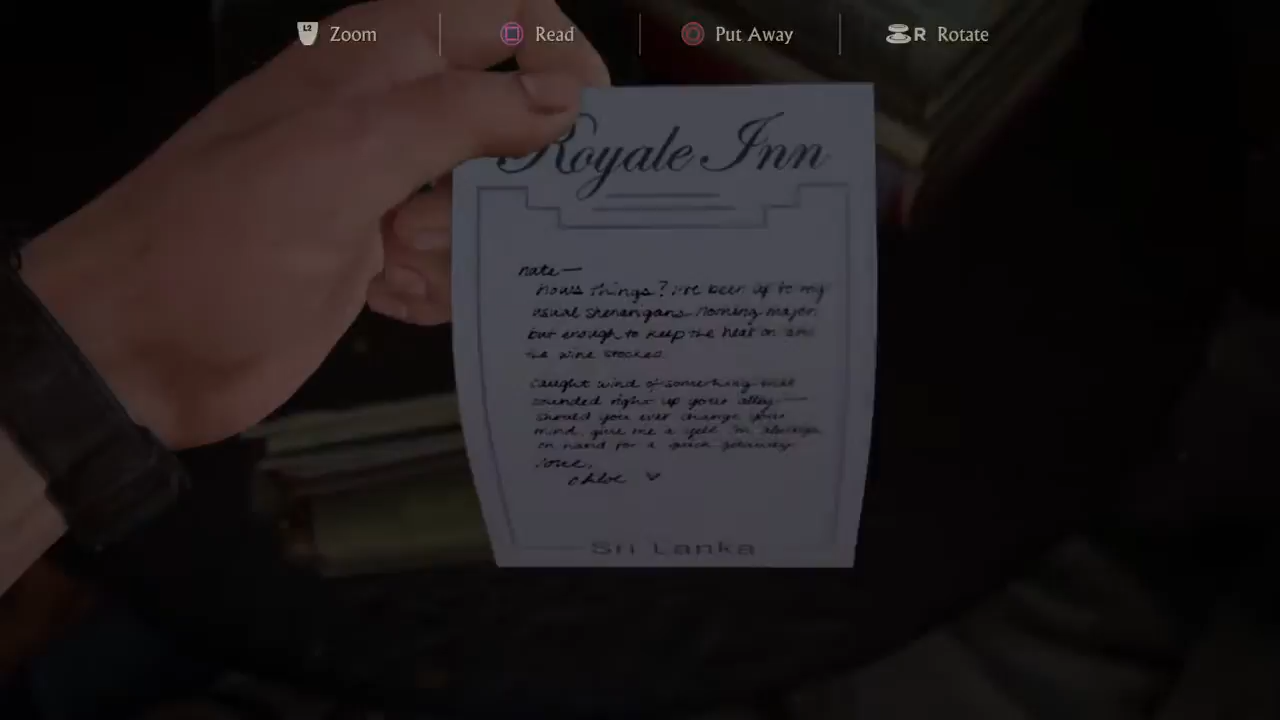 Zoom Read Put Away R Rotate
L2
Royale Inn
nate—
hows things? I've been up to my
usual shenanigans. Nothing major,
but enough to keep the heat on and
the wine stocked.
Caught wind of something that
sounded right up your alley—
should you ever change your
mind, give me a yell. I'm always
on hand for a quick getaway.
love,
chloe
Sri Lanka